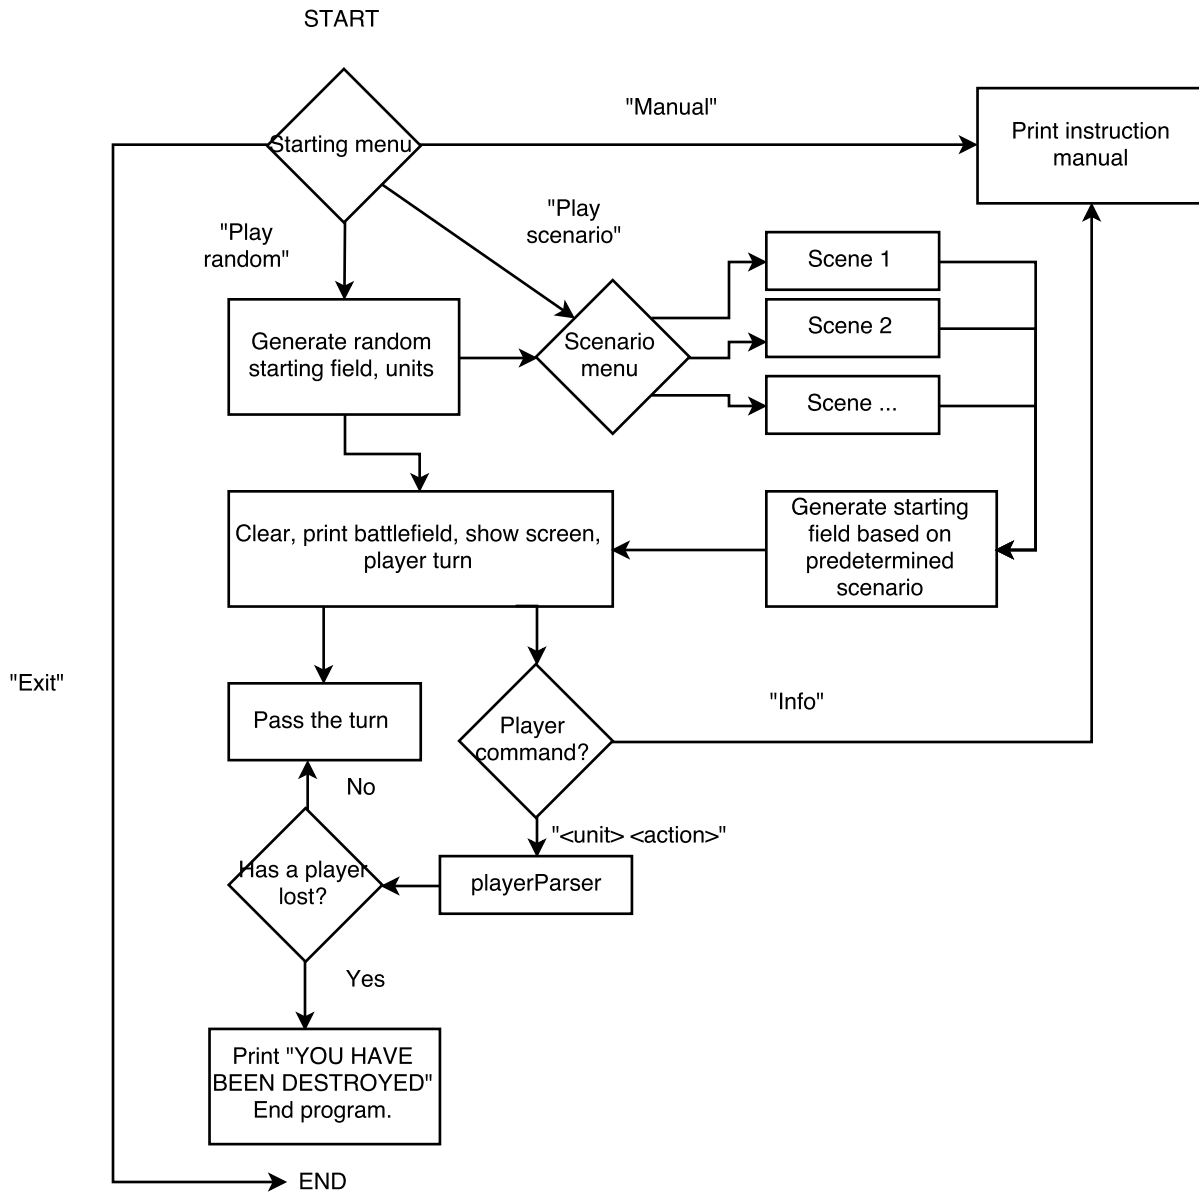 START
Starting menu
"Manual"
Print instruction
manual
"Play
random"
"Play
scenario"
Scene 1
Scene 2
Scene ...
Generate random
starting field, units
Scenario
menu
Clear, print battlefield, show screen,
player turn
Generate starting
field based on
predetermined
scenario
"Exit"
Pass the turn
Player
command?
"Info"
No
"<unit> <action>"
Has a player
lost?
playerParser
Yes
Print "YOU HAVE
BEEN DESTROYED"
End program.
END